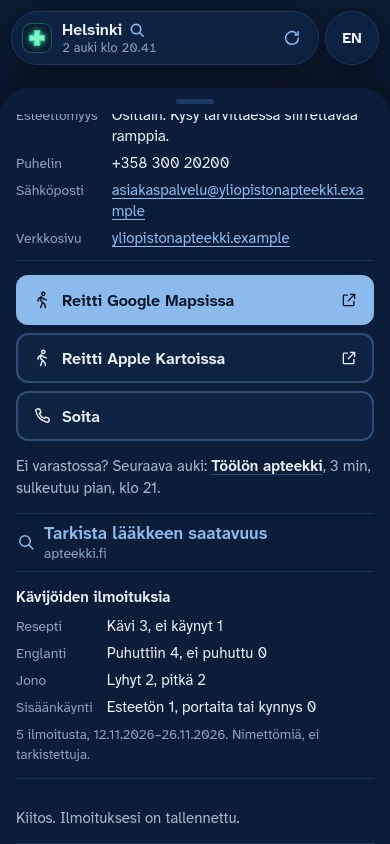 Helsinki
2 auki klo 20.41
EN
Esteettömyys Osittain. Kysy tarvittaessa siirrettävää
ramppia.
Puhelin +358 300 20200
Sähköposti asiakaspalvelu@yliopistonapteekki.exa
mple
Verkkosivu yliopistonapteekki.example
Reitti Google Mapsissa
Reitti Apple Kartoissa
Soita
Ei varastossa? Seuraava auki: Töölön apteekki, 3 min,
sulkeutuu pian, klo 21.
Tarkista lääkkeen saatavuus
apteekki.fi
Kävijöiden ilmoituksia
Resepti Kävi 3, ei käynyt 1
Englanti Puhuttiin 4, ei puhuttu 0
Jono Lyhyt 2, pitkä 2
Sisäänkäynti Esteetön 1, portaita tai kynnys 0
5 ilmoitusta, 12.11.2026–26.11.2026. Nimettömiä, ei
tarkistettuja.
Kiitos. Ilmoituksesi on tallennettu.